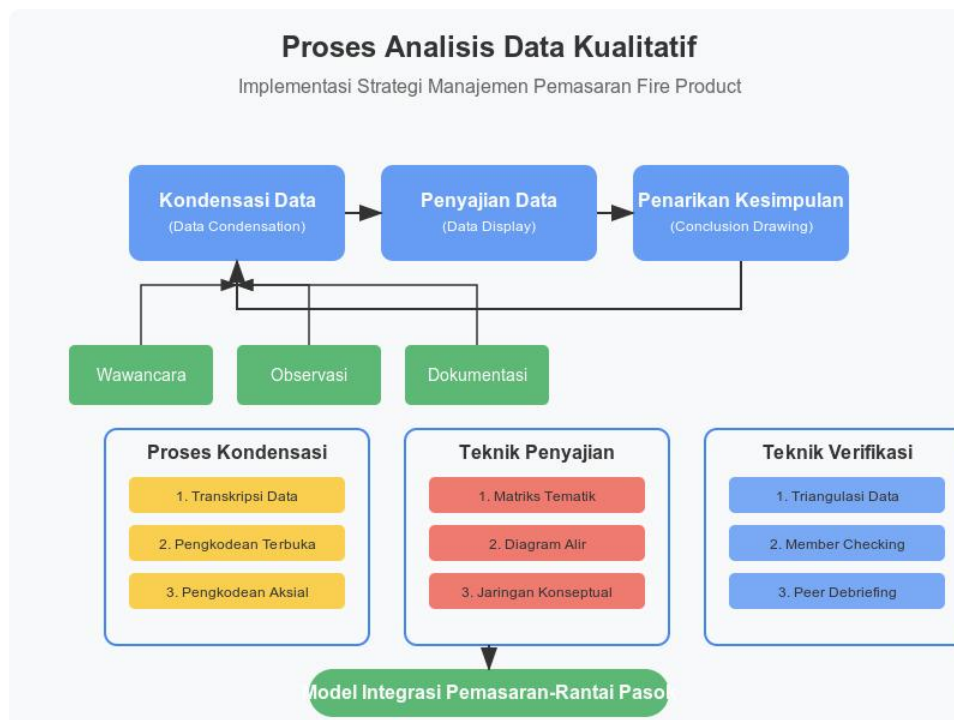 Proses Analisis Data Kualitatif
Implementasi Strategi Manajemen Pemasaran Fire Product
Kondensasi Data
(Data Condensation)
Penyajian Data
(Data Display)
Penarikan Kesimpulan
(Conclusion Drawing)
Wawancara
Observasi
Dokumentasi
Proses Kondensasi
1. Transkripsi Data
2. Pengkodean Terbuka
3. Pengkodean Aksial
Teknik Penyajian
1. Matriks Tematik
2. Diagram Alir
3. Jaringan Konseptual
Teknik Verifikasi
1. Triangulasi Data
2. Member Checking
3. Peer Debriefing
Model Integrasi Pemasaran-Rantai Pasok